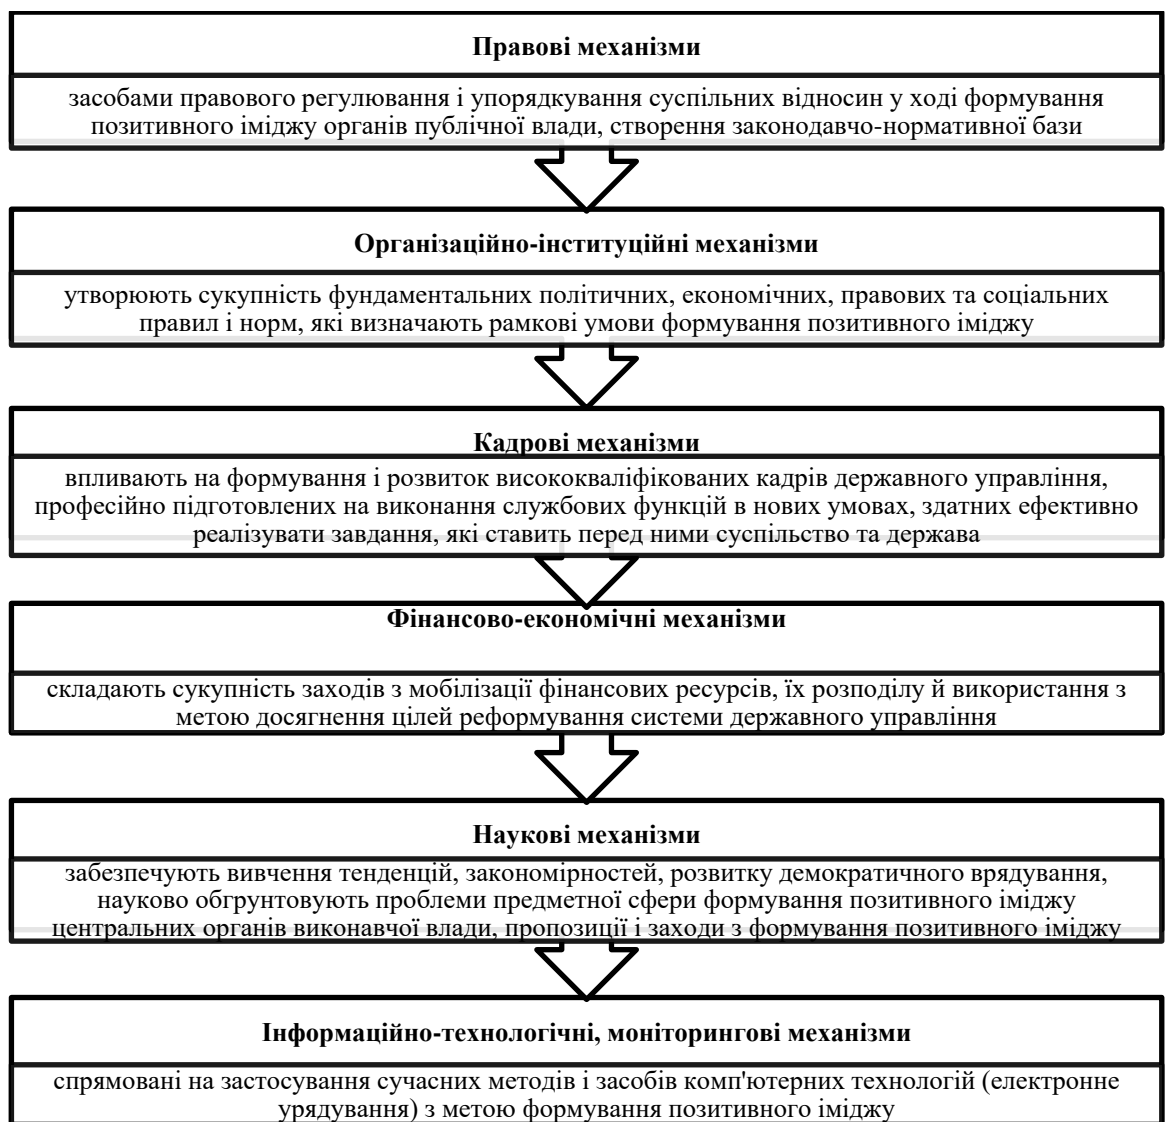 Правові механізми
засобами правового регулювання і упорядкування суспільних відносин у ході формування
позитивного іміджу органів публічної влади, створення законодавчо-нормативної бази
Організаційно-інституційні механізми
утворюють сукупність фундаментальних політичних, економічних, правових та соціальних
правил і норм, які визначають рамкові умови формування позитивного іміджу
Кадрові механізми
впливають на формування і розвиток висококваліфікованих кадрів державного управління,
професійно підготовлених на виконання службових функцій в нових умовах, здатних ефективно
реалізувати завдання, які ставить перед ними суспільство та держава
Фінансово-економічні механізми
складають сукупність заходів з мобілізації фінансових ресурсів, їх розподілу й використання з
метою досягнення цілей реформування системи державного управління
Наукові механізми
забезпечують вивчення тенденцій, закономірностей, розвитку демократичного врядування,
науково обгрунтовують проблеми предметної сфери формування позитивного іміджу
центральних органів виконавчої влади, пропозиції і заходи з формування позитивного іміджу
Інформаційно-технологічні, моніторингові механізми
спрямовані на застосування сучасних методів і засобів комп'ютерних технологій (електронне
урядування) з метою формування позитивного іміджу